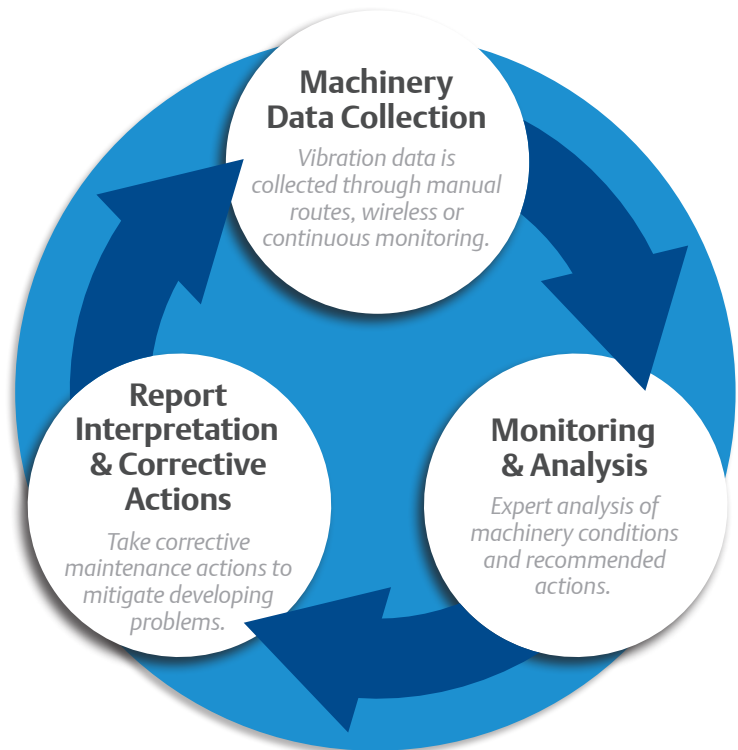 Machinery
Data Collection
Vibration data is
collected through manual
routes, wireless or
continuous monitoring.
Monitoring
& Analysis
Expert analysis of
machinery conditions
and recommended
actions.
Report
Interpretation
& Corrective
Actions
Take corrective
maintenance actions to
mitigate developing
problems.